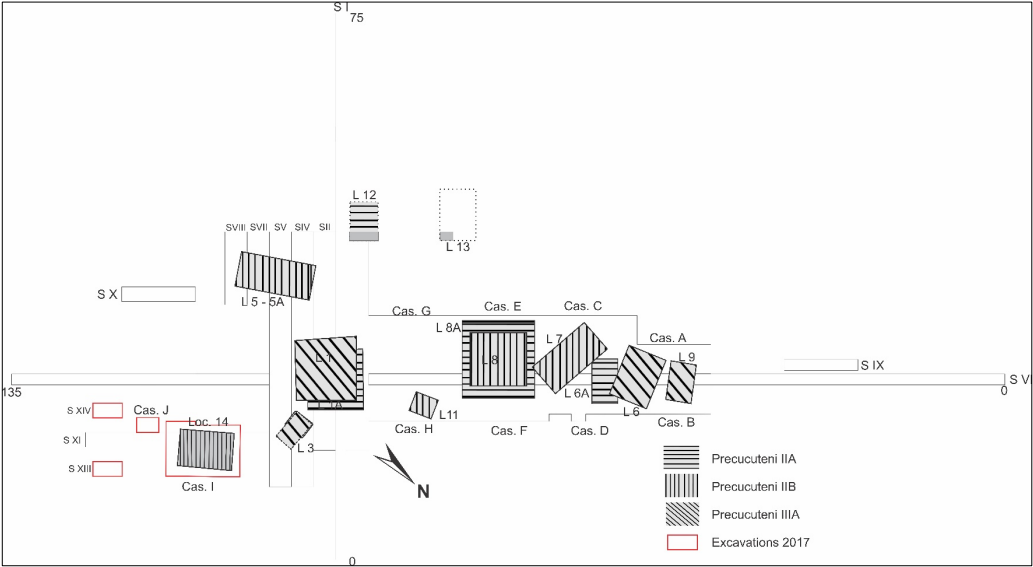 S I
75
L 12
SVIII SVII SV SIV SII
L 13
S X
L 5 - 5A
Cas. G
Cas. E
Cas. C
L 8A
L 7
Cas. A
L 1
L 8
L 9
S IX
S VI
135
0
L 6A
L 1A
L 6
L11
Cas. H
Cas. F
Cas. D
Cas. B
S XIV
Cas. J
Loc. 14
S XI
L 3
S XIII
Cas. I
N
Precucuteni IIA
Precucuteni IIB
Precucuteni IIIA
Excavations 2017
0